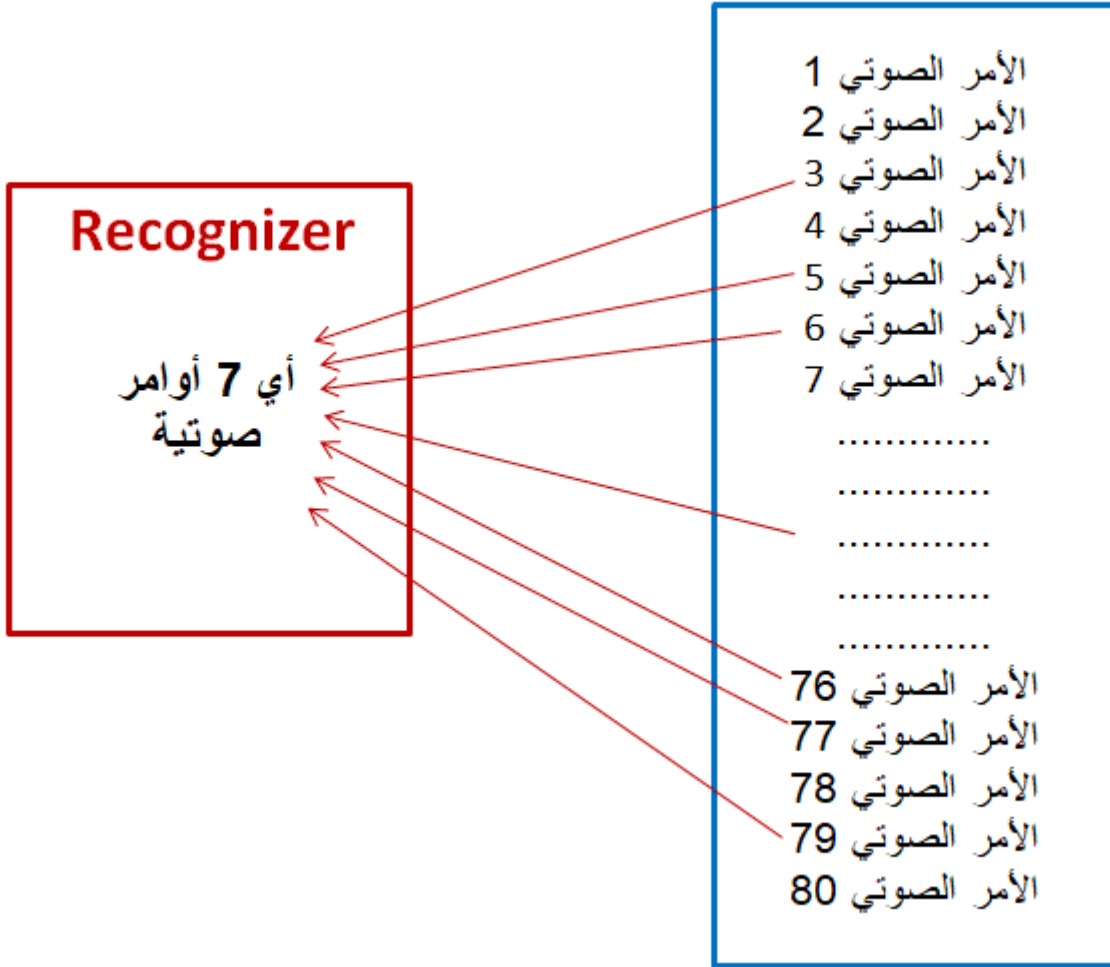 Recognizer
أي 7 أوامر
صوتية
الأمر الصوتي 1
الأمر الصوتي 2
الأمر الصوتي 3
الأمر الصوتي 4
الأمر الصوتي 5
الأمر الصوتي 6
الأمر الصوتي 7
.............
.............
.............
.............
.............
الأمر الصوتي 76
الأمر الصوتي 77
الأمر الصوتي 78
الأمر الصوتي 79
الأمر الصوتي 80